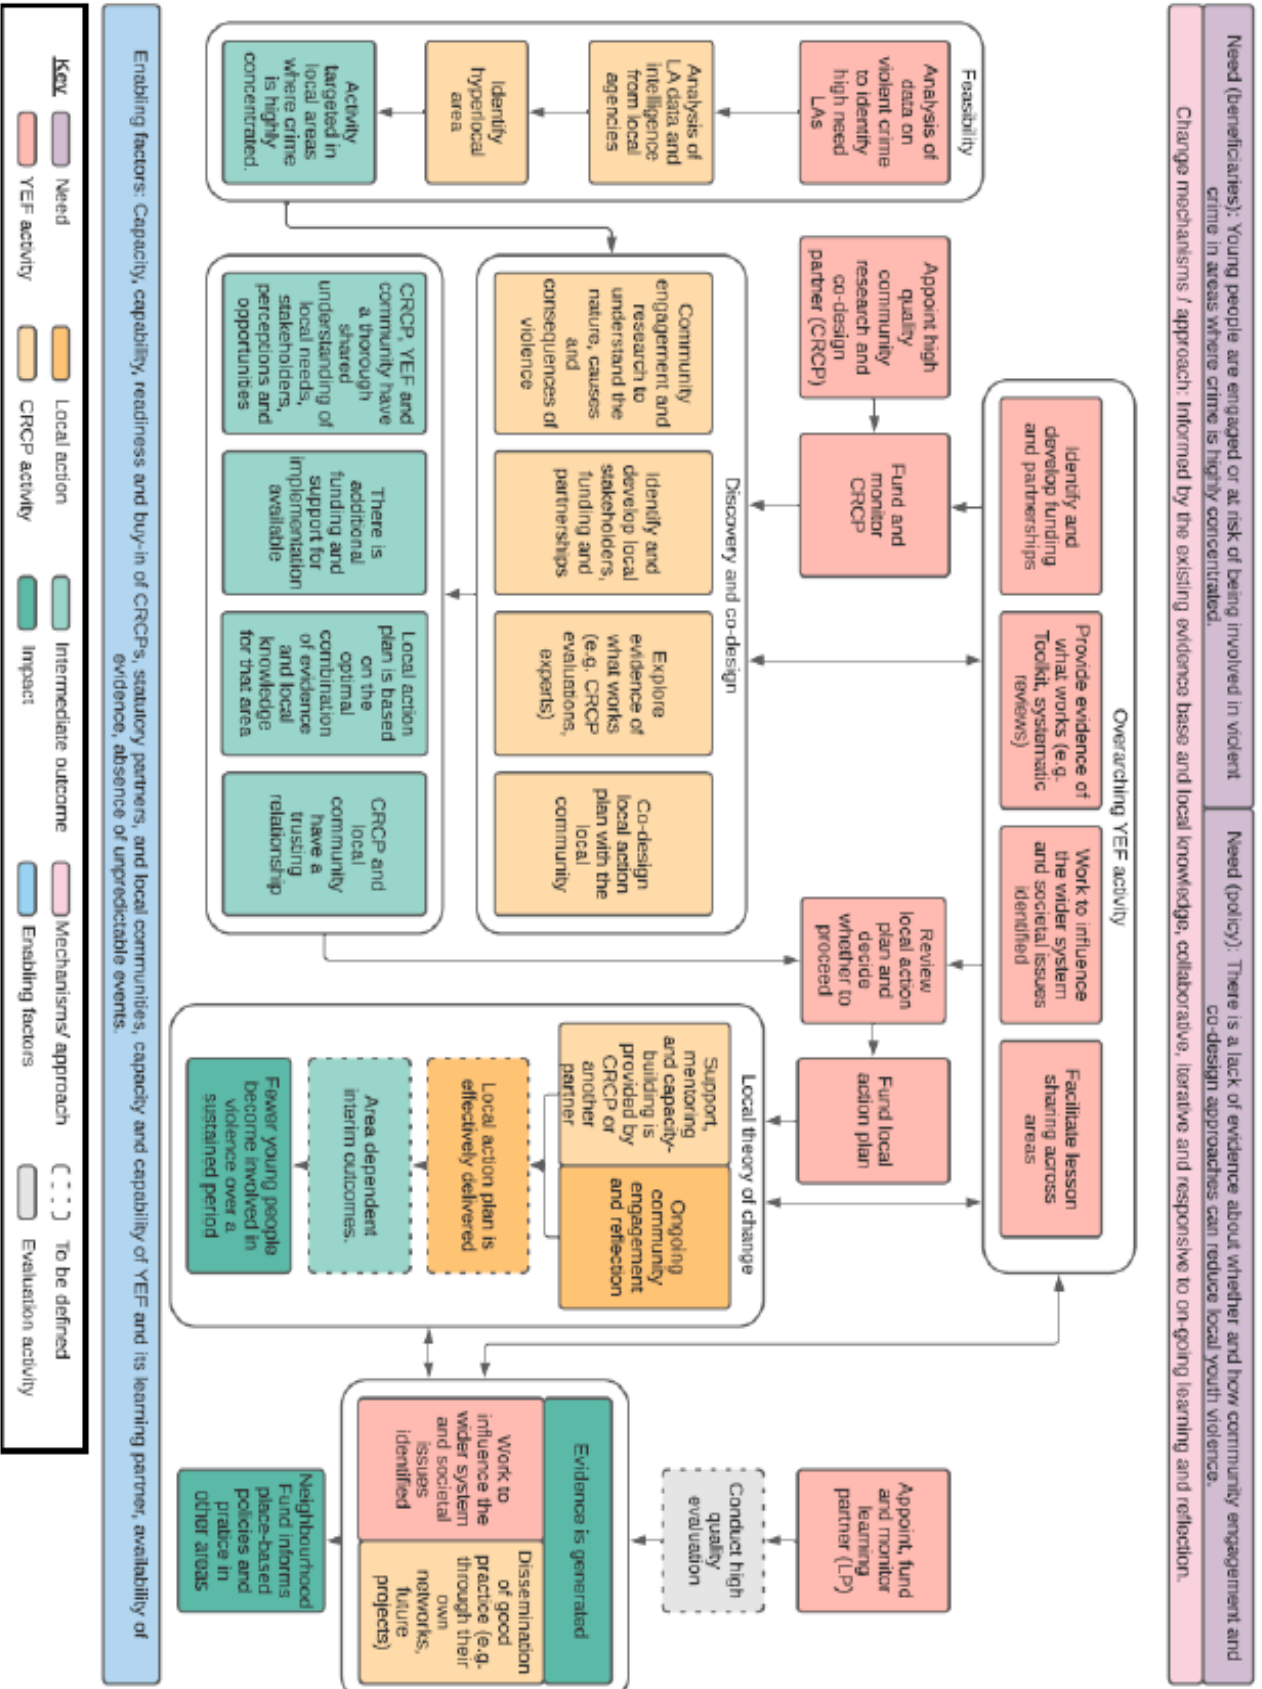 Need (beneficiaries): Young people are engaged or at risk of being involved in violent
crime in areas where crime is highly concentrated.
Need (policy): There is a lack of evidence about whether and how community engagement and
co-design approaches can reduce local youth violence.
Change mechanisms / approach: Informed by the existing evidence base and local knowledge, collaborative, iterative and responsive to on-going learning and reflection.
Overarching YEF activity
Identify and
develop funding
and partnerships
Provide evidence of
what works (e.g.
Toolkit, systematic
reviews)
Work to influence
the wider system
and societal issues
identified
Facilitate lesson
sharing across
areas
Feasibility
Analysis of
data on
violent crime
to identify
high need
LAs
Analysis of
LA data and
intelligence
from local
agencies
Identify
hyperlocal
area
Activity
targeted in
local areas
where crime
is highly
concentrated.
Appoint high
quality
community
research and
co-design
partner (CRCP)
Fund and
monitor
CRCP
Review
local action
plan and
decide
whether to
proceed
Fund local
action plan
Appoint, fund
and monitor
learning
partner (LP)
Discovery and co-design
Community
engagement and
research to
understand the
nature, causes
and
consequences of
violence
Identify and
develop local
stakeholders,
funding and
partnerships
Explore
evidence of
what works
(e.g. CRCP
evaluations,
experts)
Co-design
local action
plan with the
local
community
CRCP, YEF and
community have
a thorough
shared
understanding of
local needs,
stakeholders,
perceptions and
opportunities
There is
additional
funding and
support for
implementation
available
Local action
plan is based
on the
optimal
combination
of evidence
and local
knowledge
for that area
CRCP and
local
community
have a
trusting
relationship
Local theory of change
Support,
mentoring
and capacity-
building is
provided by
CRCP or
another
partner
Ongoing
community
engagement
and reflection
Local action plan is
effectively delivered
Area dependent
interim outcomes.
Fewer young people
become involved in
violence over a
sustained period
Conduct high
quality
evaluation
Evidence is generated
Work to
influence the
wider system
and societal
issues
identified
Dissemination
of good
practice (e.g.
through their
own
networks,
future
projects)
Neighbourhood
Fund informs
place-based
policies and
pratice in
other areas
Enabling factors: Capacity, capability, readiness and buy-in of CRCPs, statutory partners, and local communities, capacity and capability of YEF and its learning partner, availability of
evidence, absence of unpredictable events.
Key
Need
Local action
Intermediate outcome
Mechanisms/ approach
To be defined
YEF activity
CRCP activity
Impact
Enabling factors
Evaluation activity